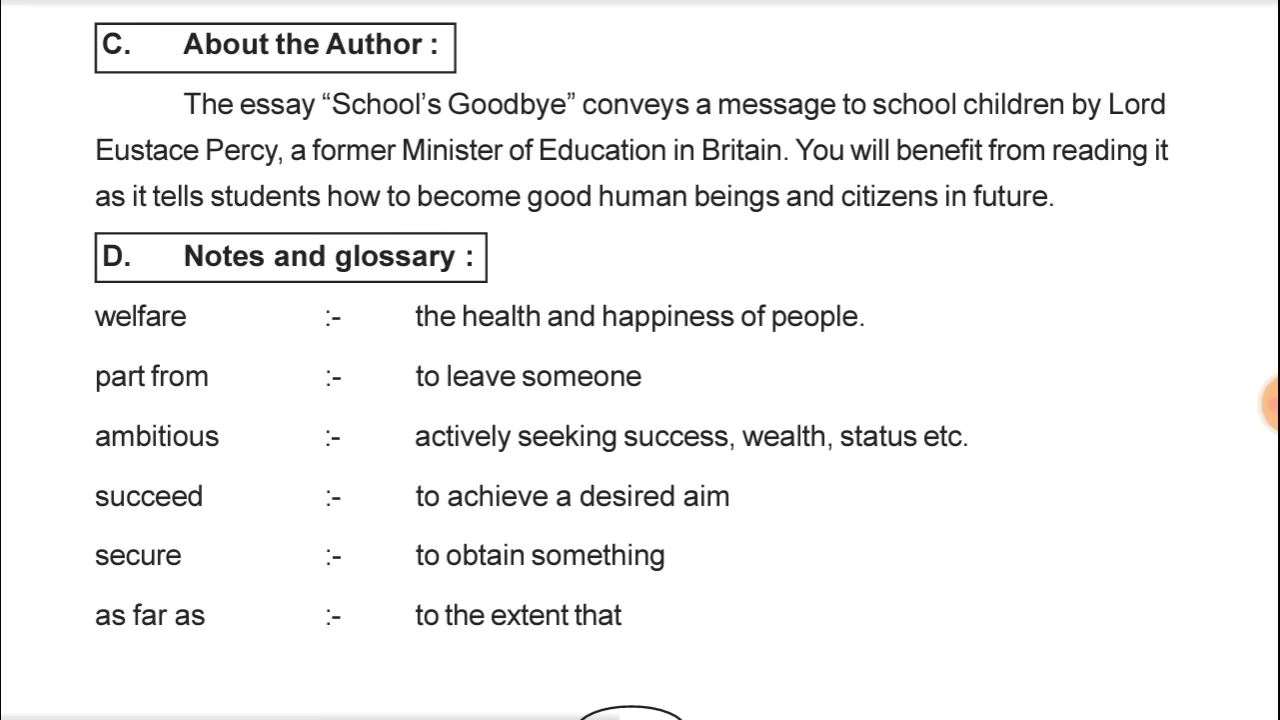 C. About the Author :
The essay “School’s Goodbye” conveys a message to school children by Lord
Eustace Percy, a former Minister of Education in Britain. You will benefit from reading it
as it tells students how to become good human beings and citizens in future.
D. Notes and glossary :
welfare :- the health and happiness of people.
part from :- to leave someone
ambitious :- actively seeking success, wealth, status etc.
succeed :- to achieve a desired aim
secure :- to obtain something
as far as :- to the extent that